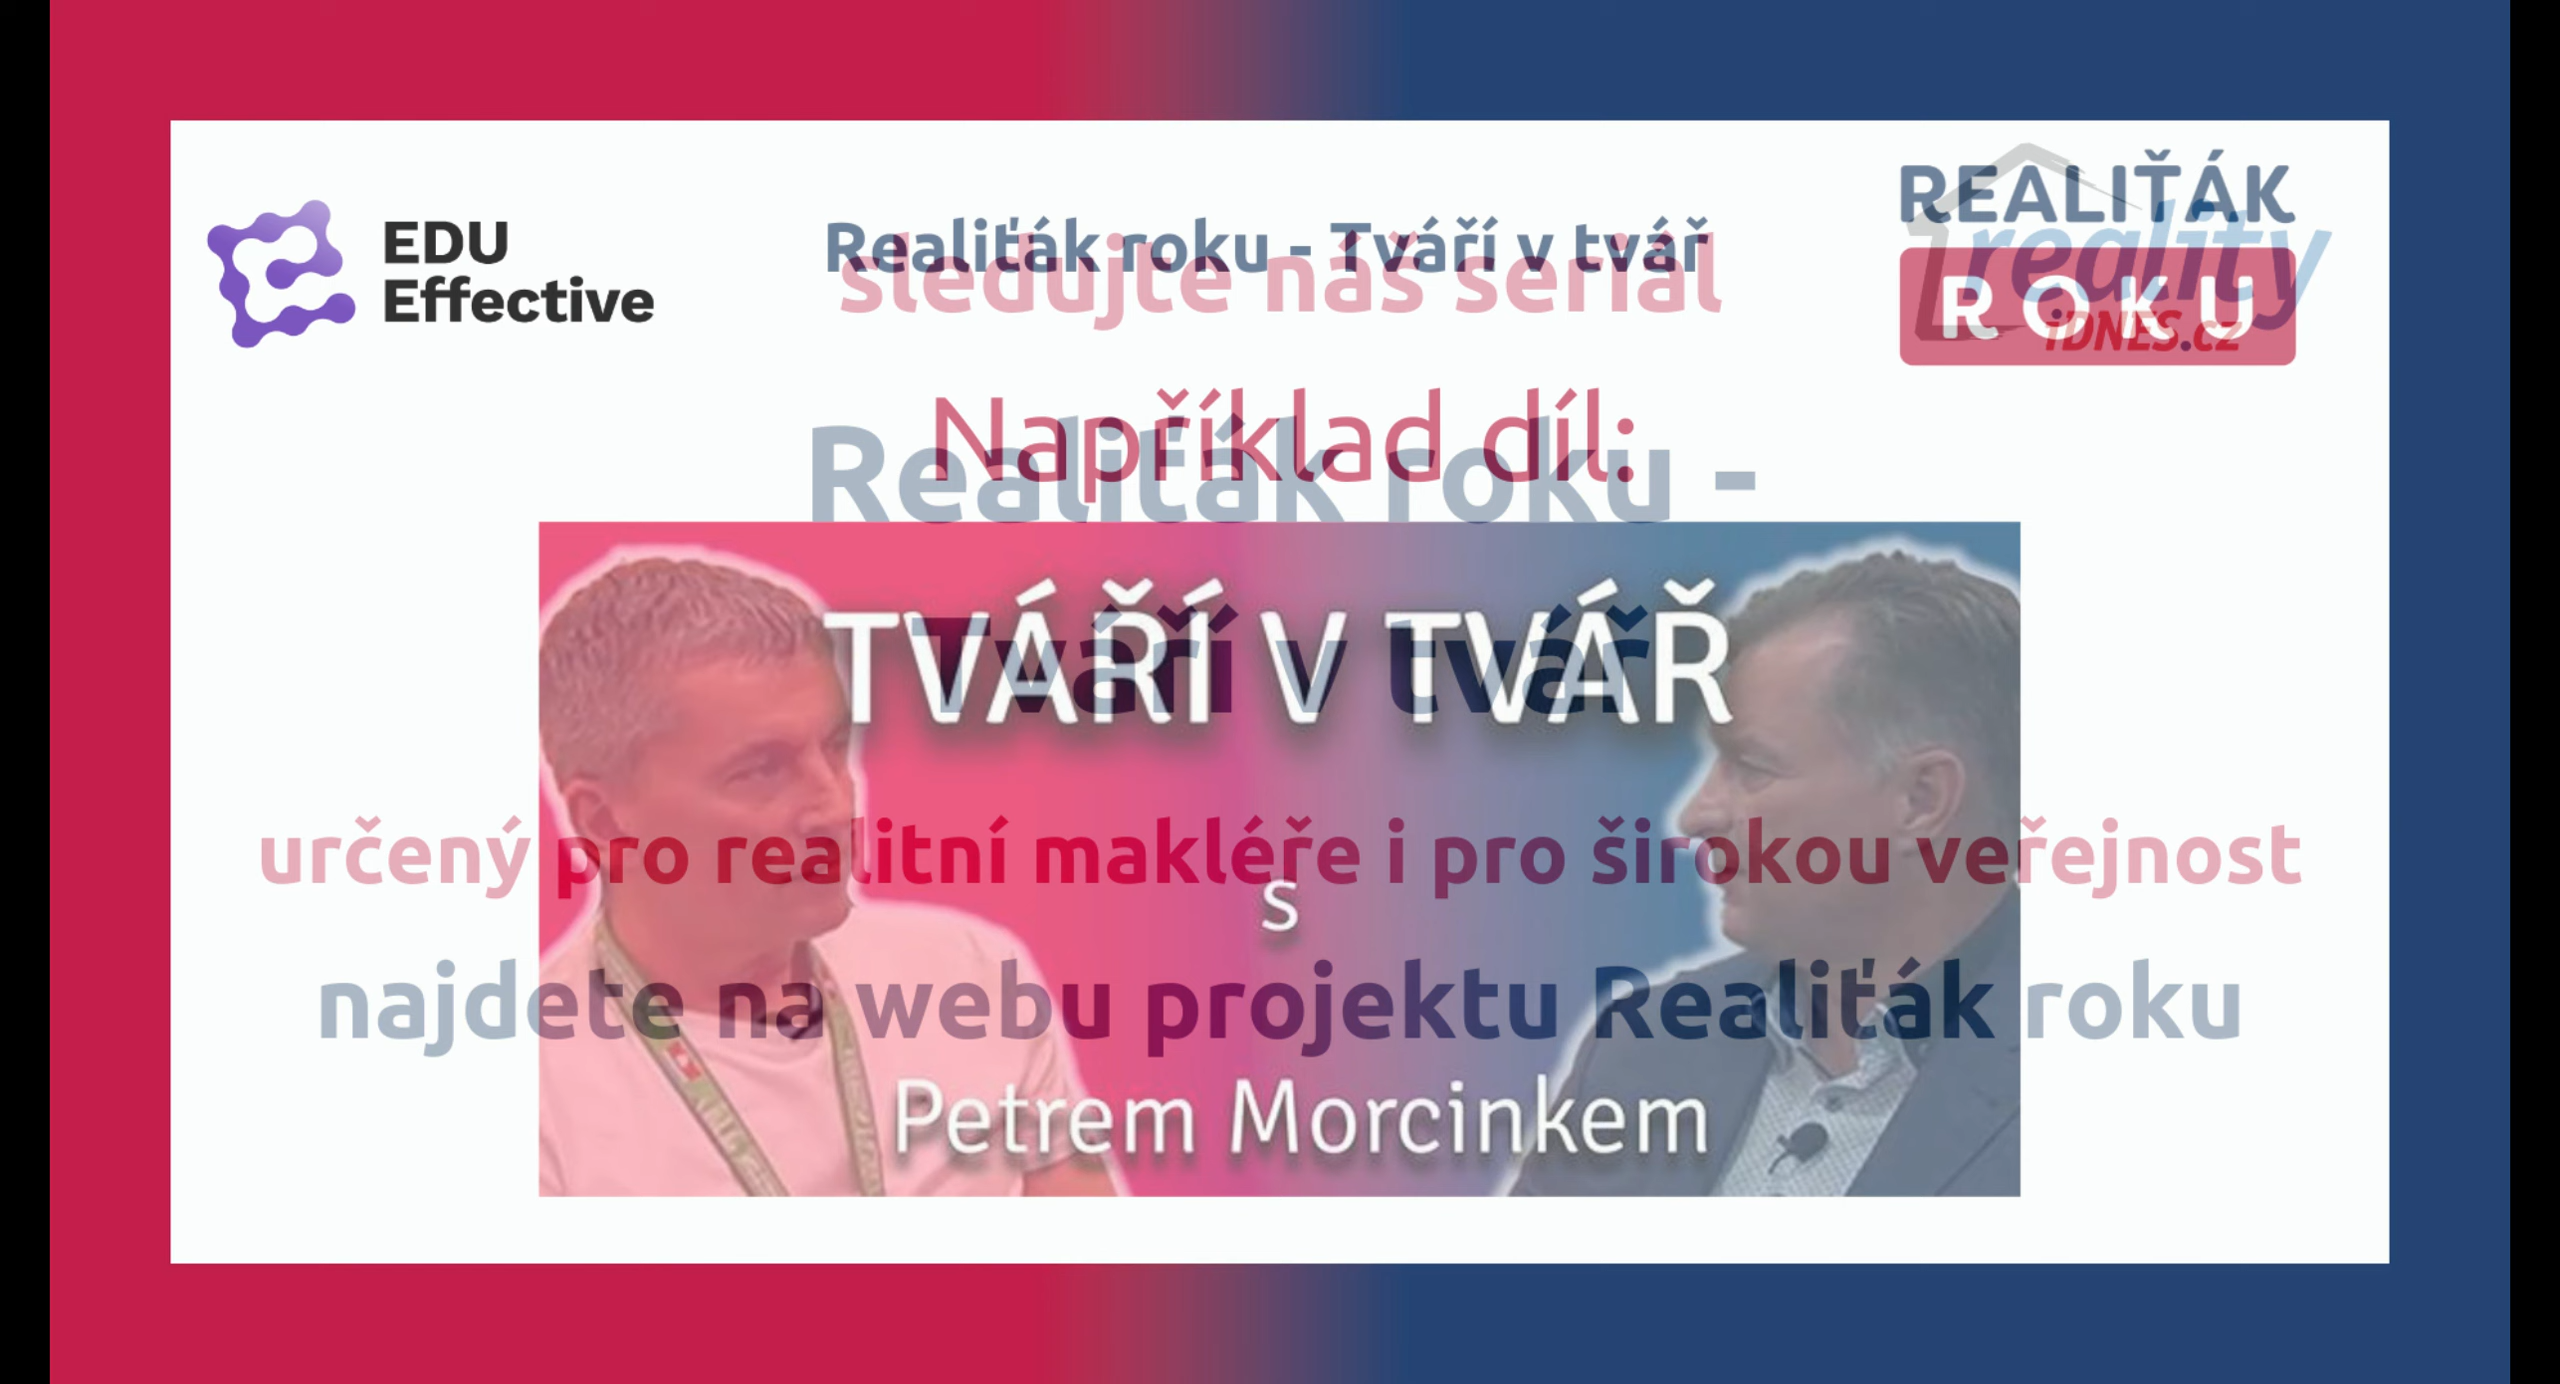 EDU
Effective
Realiťák roku - Tváří v tvář
sledujte náš seriál
REALIŤÁK
reality
ROKU
iDNES.cz
Například díl:
Realiťák roku -
Tváří v tvář
TVÁŘÍ V TVÁŘ
určený pro realitní makléře i pro širokou veřejnost
s
najdete na webu projektu Realiťák roku
Petrem Morcinkem